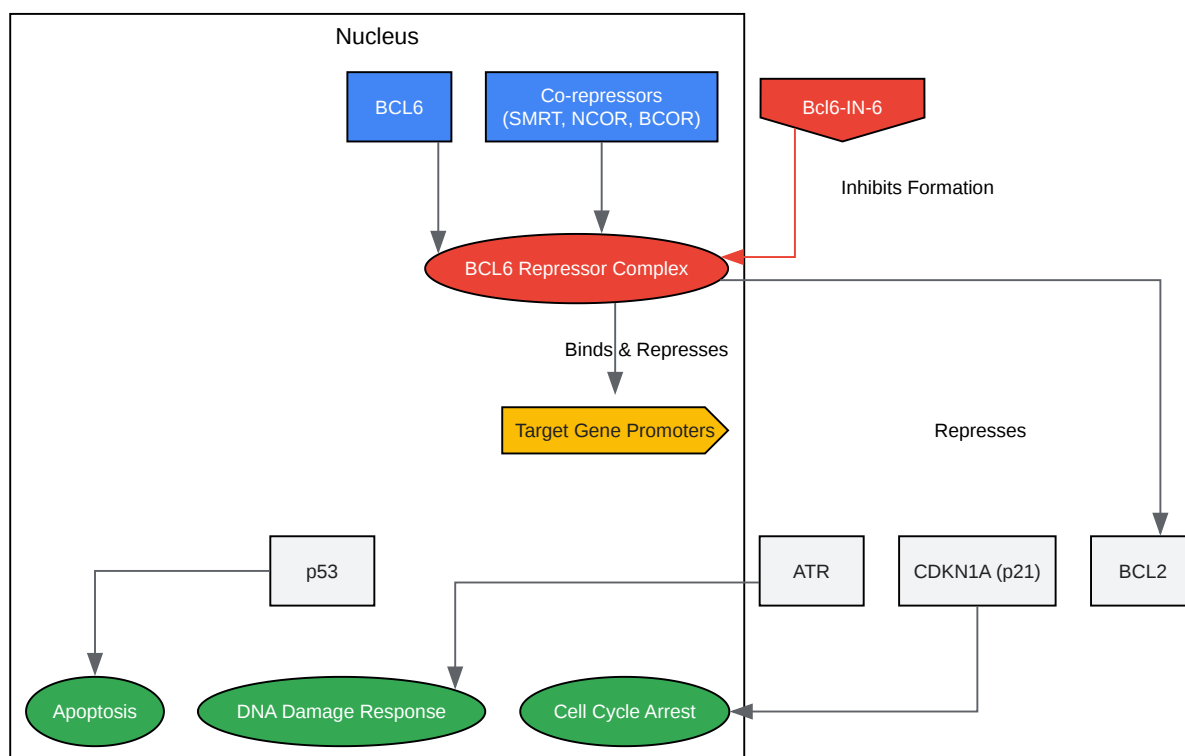 Nucleus
BCL6
Co-repressors
(SMRT, NCOR, BCOR)
Bcl6-IN-6
Inhibits Formation
BCL6 Repressor Complex
Binds & Represses
Target Gene Promoters
Represses
p53
ATR
CDKN1A (p21)
BCL2
Apoptosis
DNA Damage Response
Cell Cycle Arrest